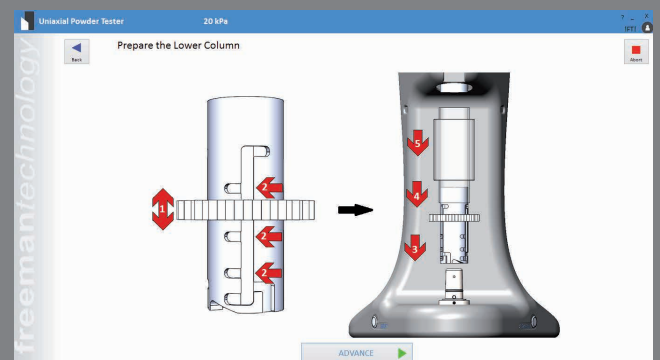 Uniaxial Powder Tester 20 kPa
? _ x
[FT]
Back
Prepare the Lower Column
Abort
freemantechnology
1
2
2
2
5
4
3
ADVANCE